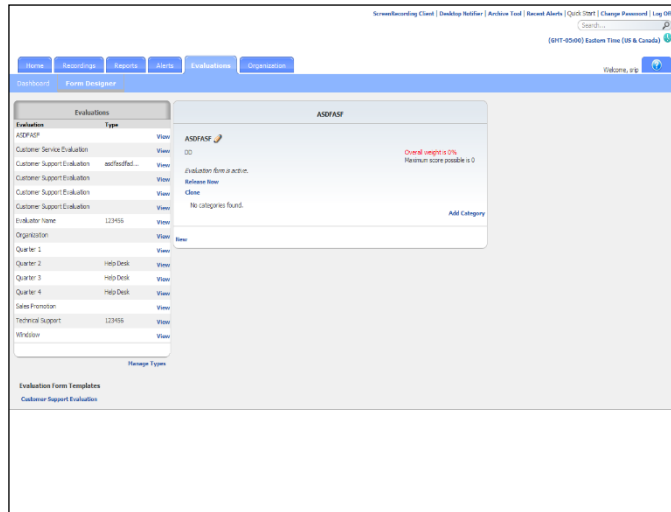 ScreenRecording Client | Desktop Notifier | Archive Tool | Recent Alerts | Quick Start | Change Password | Log Off
Search...
(GMT-05:00) Eastern Time (US & Canada)
Home Recordings Reports Alerts Evaluations Organization
Welcome, srip
Dashboard Form Designer
Evaluations
Evaluation Type
ASDFASF View
Customer Service Evaluation View
Customer Support Evaluation asdfasdfad... View
Customer Support Evaluation View
Customer Support Evaluation View
Customer Support Evaluation View
Evaluator Name 123456 View
Organization View
Quarter 1 View
Quarter 2 Help Desk View
Quarter 3 Help Desk View
Quarter 4 Help Desk View
Sales Promotion View
Technical Support 123456 View
Winddow View
Manage Types
Evaluation Form Templates
Customer Support Evaluation
ASDFASF
ASDFASF
Overall weight is 0%
Maximum score possible is 0
Evaluation form is active.
Release Now
Clone
No categories found.
Add Category
New